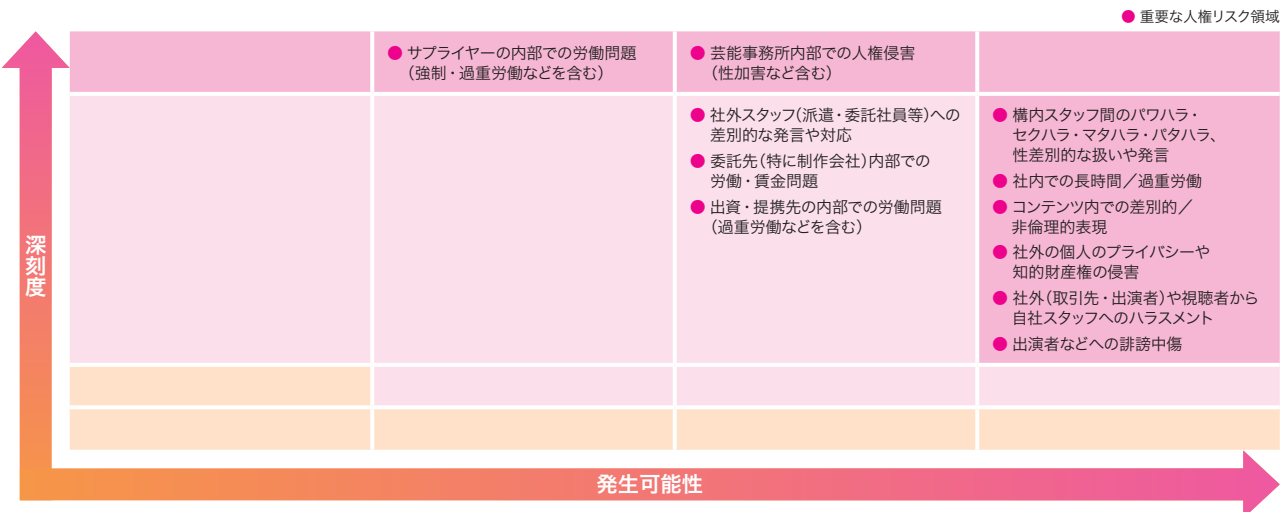 ● 重要な人権リスク領域
● サプライヤーの内部での労働問題
（強制・過重労働などを含む）
● 芸能事務所内部での人権侵害
（性加害など含む）
● 社外スタッフ（派遣・委託社員等）への
差別的な発言や対応
● 委託先（特に制作会社）内部での
労働・賃金問題
● 出資・提携先の内部での労働問題
（過重労働などを含む）
● 構内スタッフ間のパワハラ・
セクハラ・マタハラ・パタハラ、
性差別的な扱いや発言
● 社内での長時間／過重労働
● コンテンツ内での差別的／
非倫理的表現
● 社外の個人のプライバシーや
知的財産権の侵害
● 社外（取引先・出演者）や視聴者から
自社スタッフへのハラスメント
● 出演者などへの誹謗中傷
深刻度
発生可能性